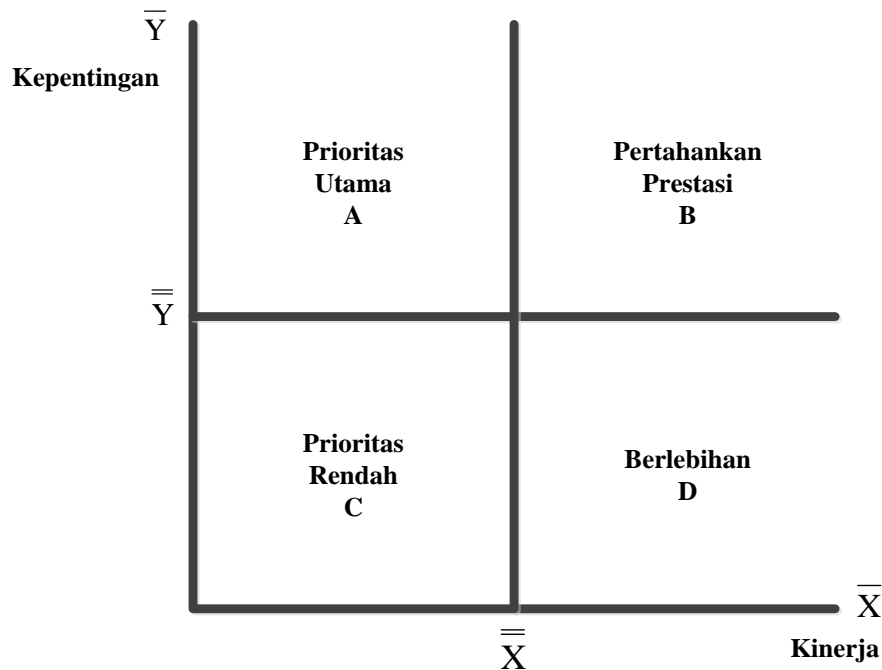 Y̅
Kepentingan
Prioritas
Utama
A
Pertahankan
Prestasi
B
Y̿
Prioritas
Rendah
C
Berlebihan
D
X̅
X̿
Kinerja